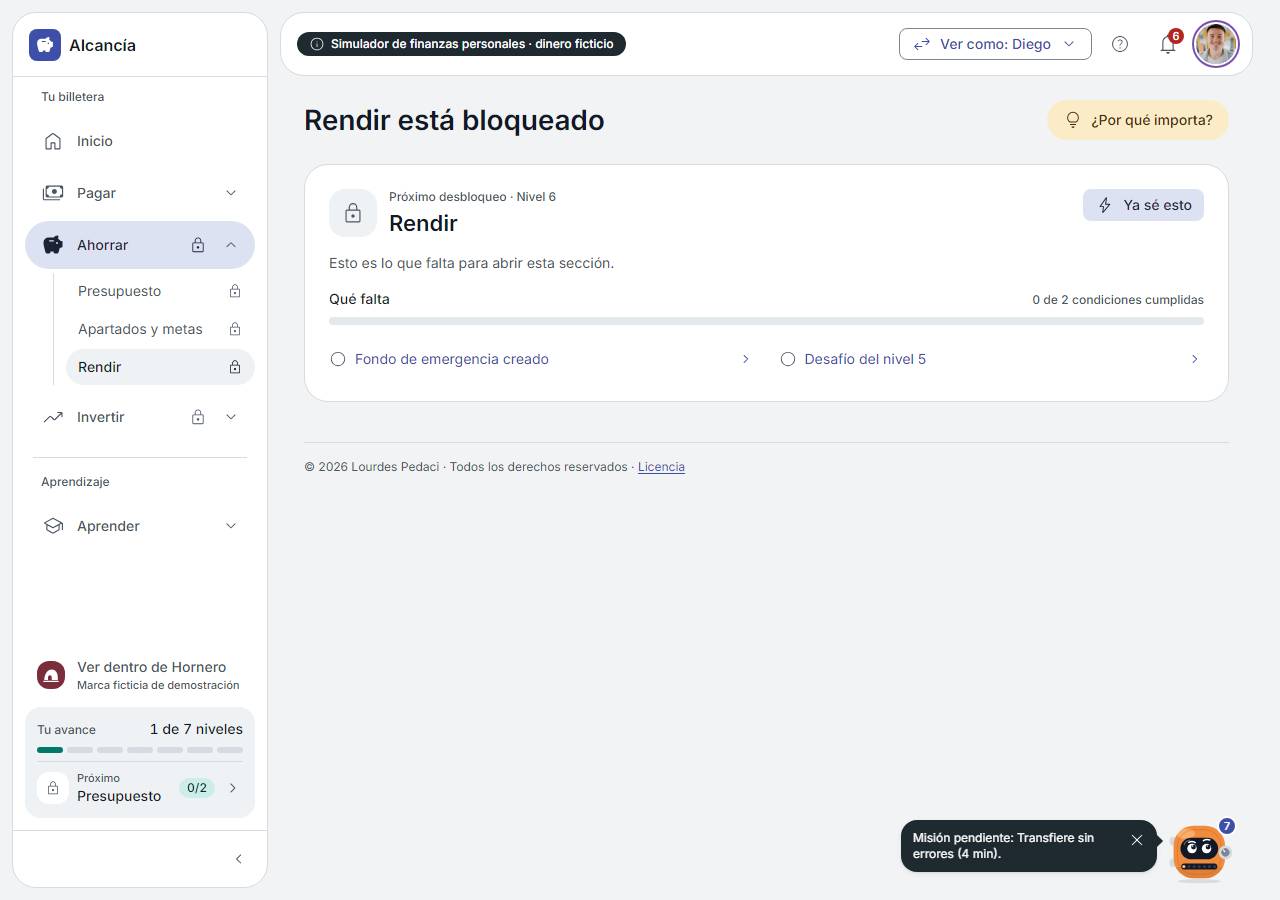 Alcancía
Tu billetera
Inicio
Pagar
Ahorrar
Presupuesto
Apartados y metas
Rendir
Invertir
Aprendizaje
Aprender
Ver dentro de Hornero
Marca ficticia de demostración
Tu avance
1 de 7 niveles
Próximo
Presupuesto
0/2
Simulador de finanzas personales · dinero ficticio
Ver como: Diego
6
Rendir está bloqueado
¿Por qué importa?
Próximo desbloqueo · Nivel 6
Rendir
Ya sé esto
Esto es lo que falta para abrir esta sección.
Qué falta
0 de 2 condiciones cumplidas
Fondo de emergencia creado
Desafío del nivel 5
© 2026 Lourdes Pedaci · Todos los derechos reservados · Licencia
Misión pendiente: Transfiere sin
errores (4 min).
7